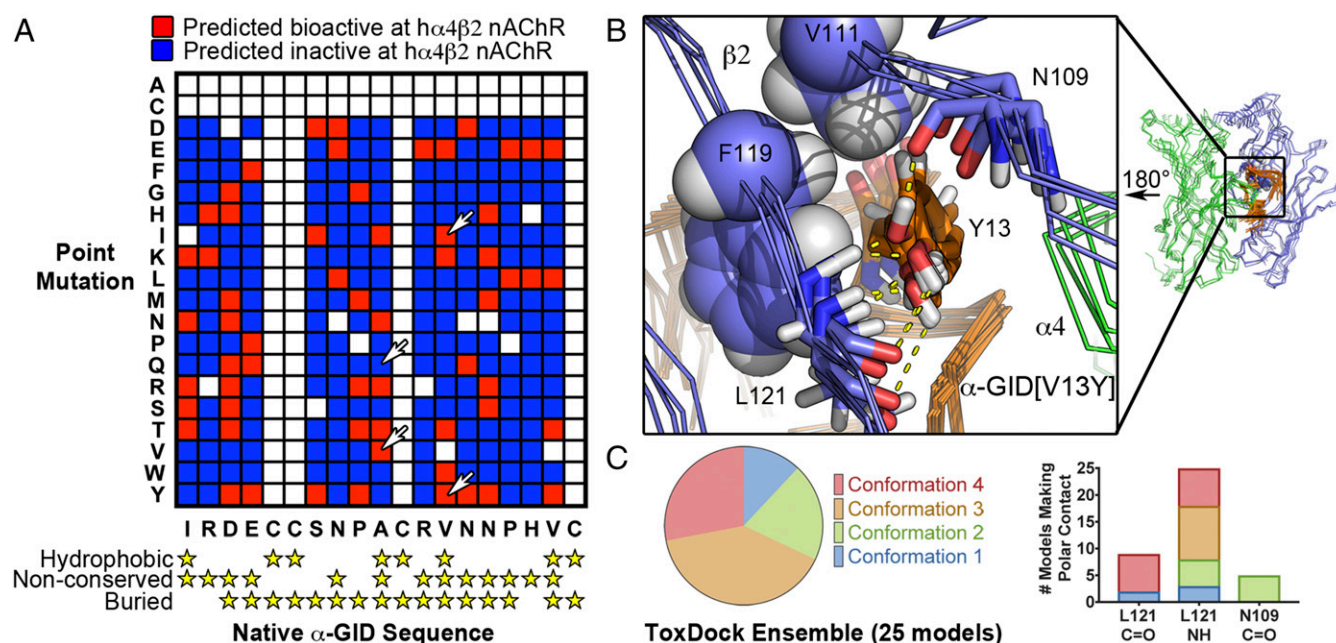 A
Predicted bioactive at hα4β2 nAChR
Predicted inactive at hα4β2 nAChR
Point
Mutation
A
C
D
E
F
G
H
I
K
L
M
N
P
Q
R
S
T
V
W
Y
I R D E C C S N P A C R V N N P H V C
Hydrophobic
Non-conserved
Buried
Native α-GID Sequence
B
β2
V111
N109
F119
Y13
L121
α4
α-GID[V13Y]
180°
C
Conformation 4
Conformation 3
Conformation 2
Conformation 1
ToxDock Ensemble (25 models)
# Models Making
Polar Contact
25
20
15
10
5
0
L121 L121 N109
C=O NH C=O